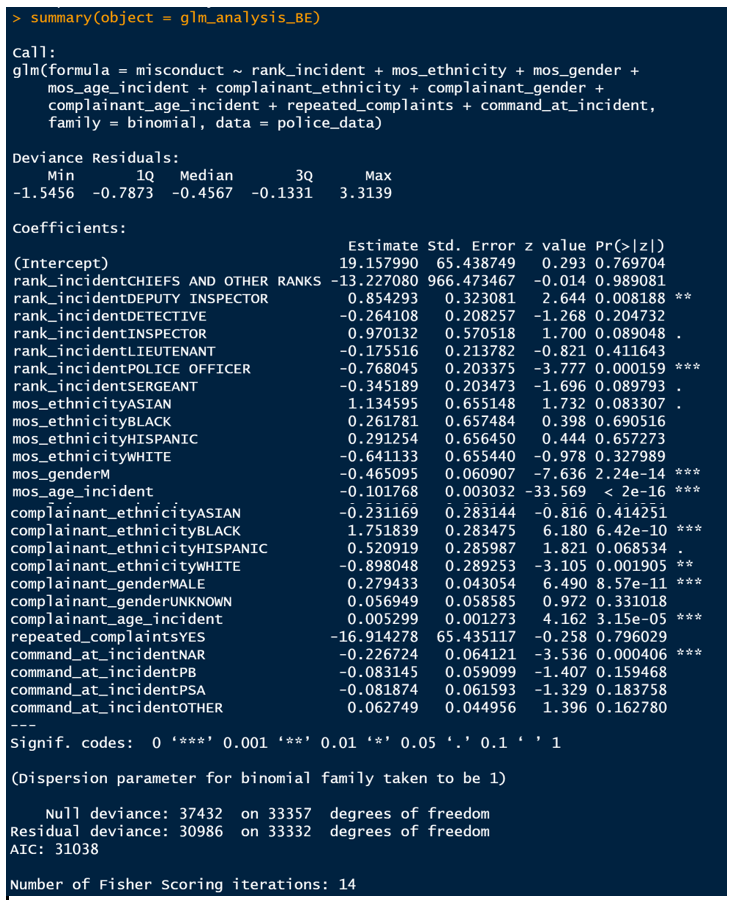 > summary(object = glm_analysis_BE)
Call:
glm(formula = misconduct ~ rank_incident + mos_ethnicity + mos_gender +
    mos_age_incident + complainant_ethnicity + complainant_gender +
    complainant_age_incident + repeated_complaints + command_at_incident,
    family = binomial, data = police_data)
Deviance Residuals:
    Min      1Q  Median      3Q     Max
-1.5456 -0.7873 -0.4567 -0.1331  3.3139
Coefficients:
                                Estimate Std. Error z value Pr(>|z|)
(Intercept)                    19.157990  65.438749   0.293 0.769704
rank_incidentCHIEFS AND OTHER RANKS -13.227080 966.473467  -0.014 0.989081
rank_incidentDEPUTY INSPECTOR   0.854293   0.323081   2.644 0.008188 **
rank_incidentDETECTIVE         -0.264108   0.208257  -1.268 0.204732
rank_incidentINSPECTOR          0.970132   0.570518   1.700 0.089048 .
rank_incidentLIEUTENANT        -0.175516   0.213782  -0.821 0.411643
rank_incidentPOLICE OFFICER    -0.768045   0.203375  -3.777 0.000159 ***
rank_incidentSERGEANT          -0.345189   0.203473  -1.696 0.089793 .
mos_ethnicityASIAN              1.134595   0.655148   1.732 0.083307 .
mos_ethnicityBLACK              0.261781   0.657484   0.398 0.690516
mos_ethnicityHISPANIC           0.291254   0.656450   0.444 0.657273
mos_ethnicityWHITE             -0.641133   0.655440  -0.978 0.327989
mos_genderM                    -0.465095   0.060907  -7.636 2.24e-14 ***
mos_age_incident               -0.101768   0.003032 -33.569  < 2e-16 ***
complainant_ethnicityASIAN     -0.231169   0.283144  -0.816 0.414251
complainant_ethnicityBLACK      1.751839   0.283475   6.180 6.42e-10 ***
complainant_ethnicityHISPANIC   0.520919   0.285987   1.821 0.068534 .
complainant_ethnicityWHITE     -0.898048   0.289253  -3.105 0.001905 **
complainant_genderMALE          0.279433   0.043054   6.490 8.57e-11 ***
complainant_genderUNKNOWN       0.056949   0.058585   0.972 0.331018
complainant_age_incident        0.005299   0.001273   4.162 3.15e-05 ***
repeated_complaintsYES        -16.914278  65.435117  -0.258 0.796029
command_at_incidentNAR         -0.226724   0.064121  -3.536 0.000406 ***
command_at_incidentPB          -0.083145   0.059099  -1.407 0.159468
command_at_incidentPSA         -0.081874   0.061593  -1.329 0.183758
command_at_incidentOTHER        0.062749   0.044956   1.396 0.162780
---
Signif. codes:  0 ‘***’ 0.001 ‘**’ 0.01 ‘*’ 0.05 ‘.’ 0.1 ‘ ’ 1
(Dispersion parameter for binomial family taken to be 1)
    Null deviance: 37432  on 33357  degrees of freedom
Residual deviance: 30986  on 33332  degrees of freedom
AIC: 31038
Number of Fisher Scoring iterations: 14